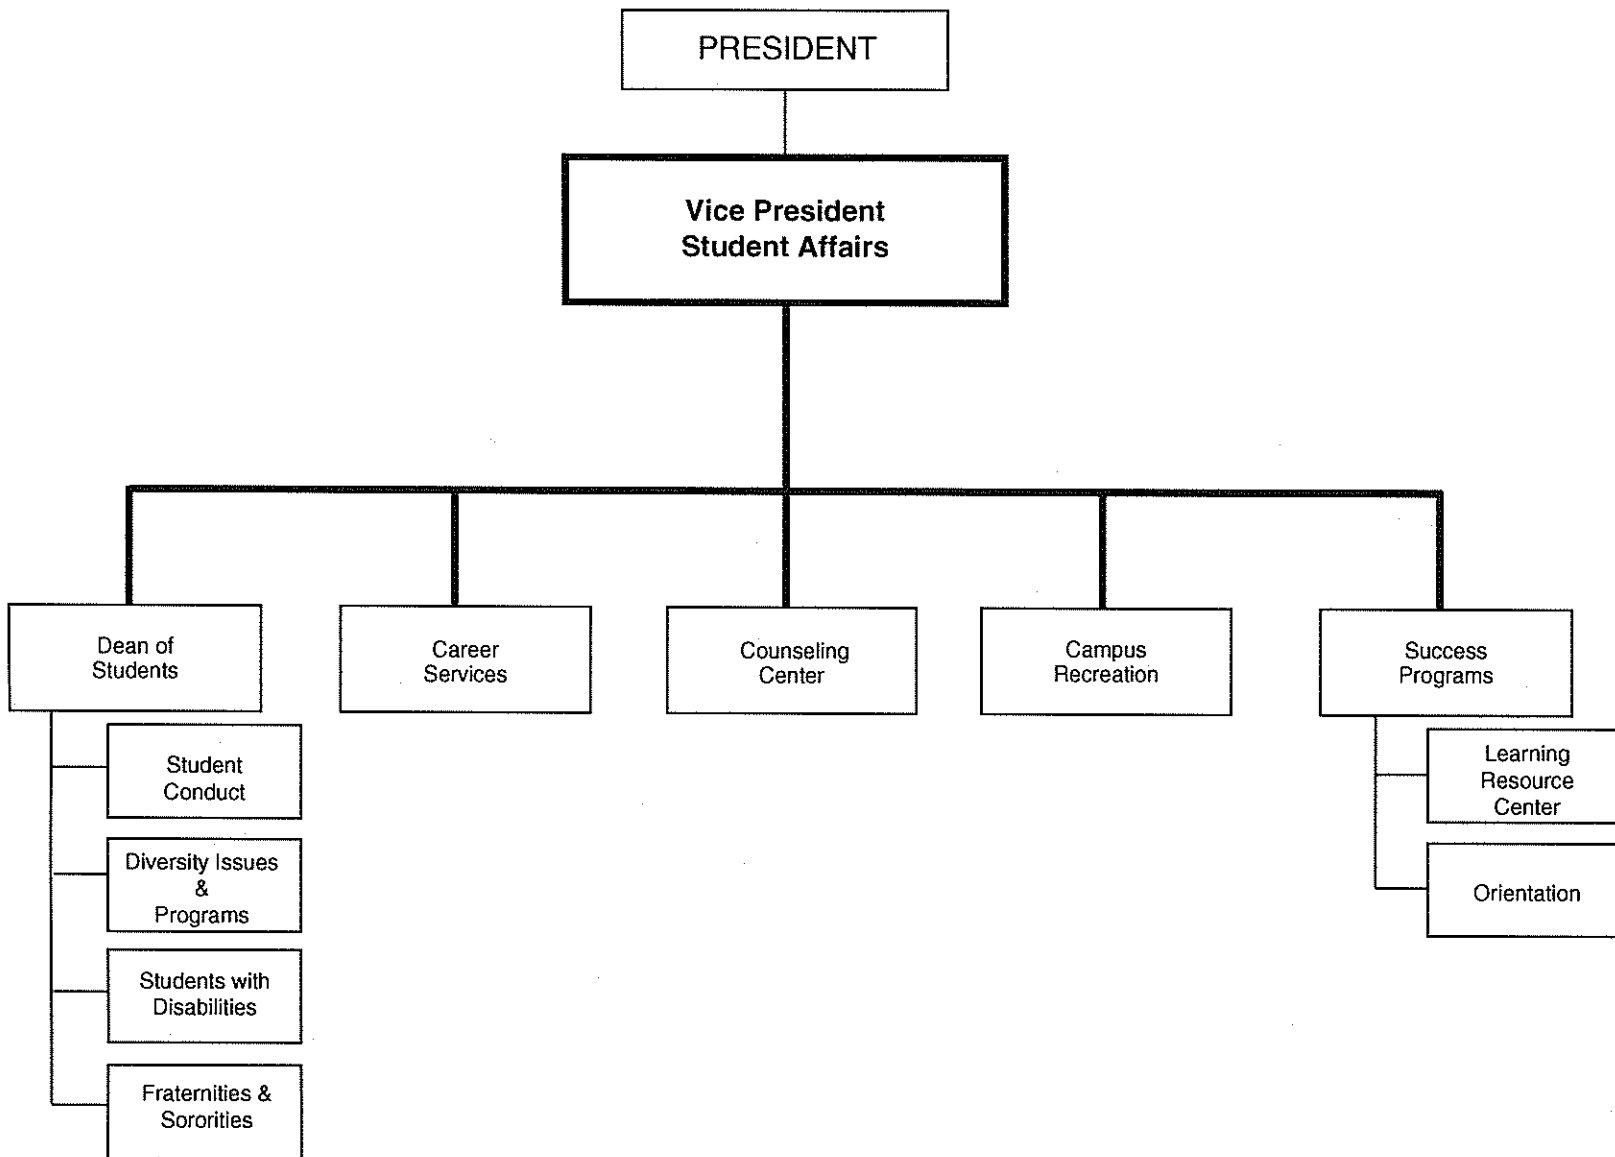 PRESIDENT
Vice President
Student Affairs
Dean of
Students
Career
Services
Counseling
Center
Campus
Recreation
Success
Programs
Student
Conduct
Diversity Issues
&
Programs
Students with
Disabilities
Fraternities &
Sororities
Learning
Resource
Center
Orientation